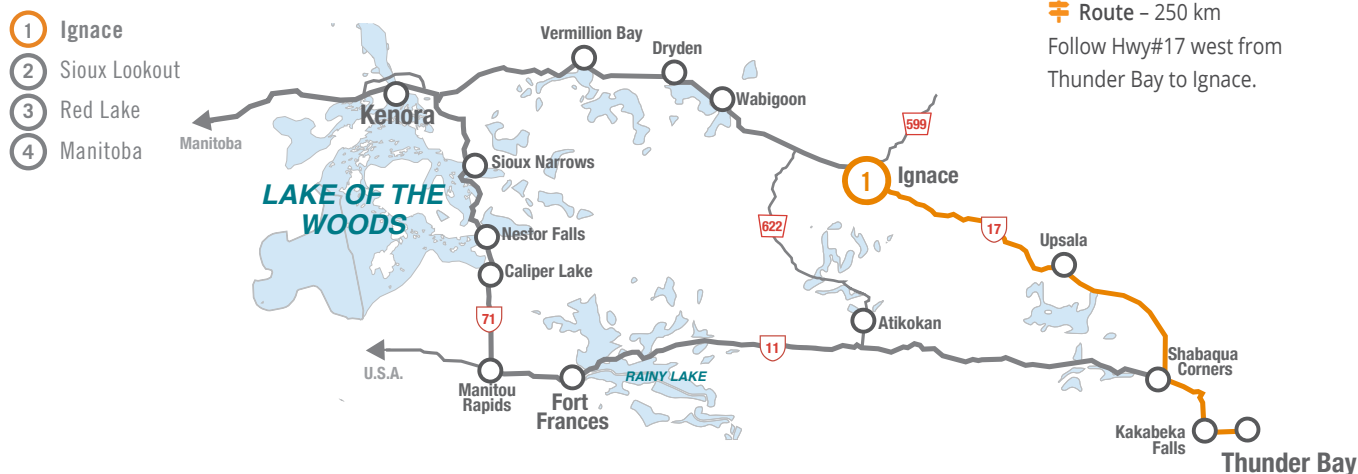 1 Ignace
2 Sioux Lookout
3 Red Lake
4 Manitoba
Route – 250 km
Follow Hwy#17 west from
Thunder Bay to Ignace.
Vermillion Bay
Dryden
Wabigoon
Kenora
Manitoba
599
1
Ignace
Sioux Narrows
LAKE OF THE
WOODS
622
17
Nestor Falls
Upsala
Caliper Lake
71
Atikokan
11
U.S.A.
RAINY LAKE
Shabaqua
Corners
Manitou
Rapids
Fort
Frances
Kakabeka
Falls
Thunder Bay